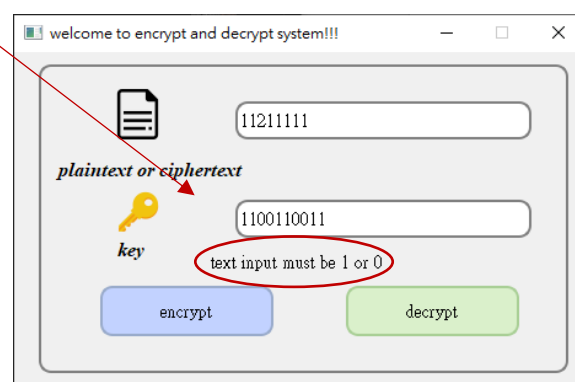 welcome to encrypt and decrypt system!!!
11211111
plaintext or ciphertext
1100110011
key
text input must be 1 or 0
encrypt
decrypt